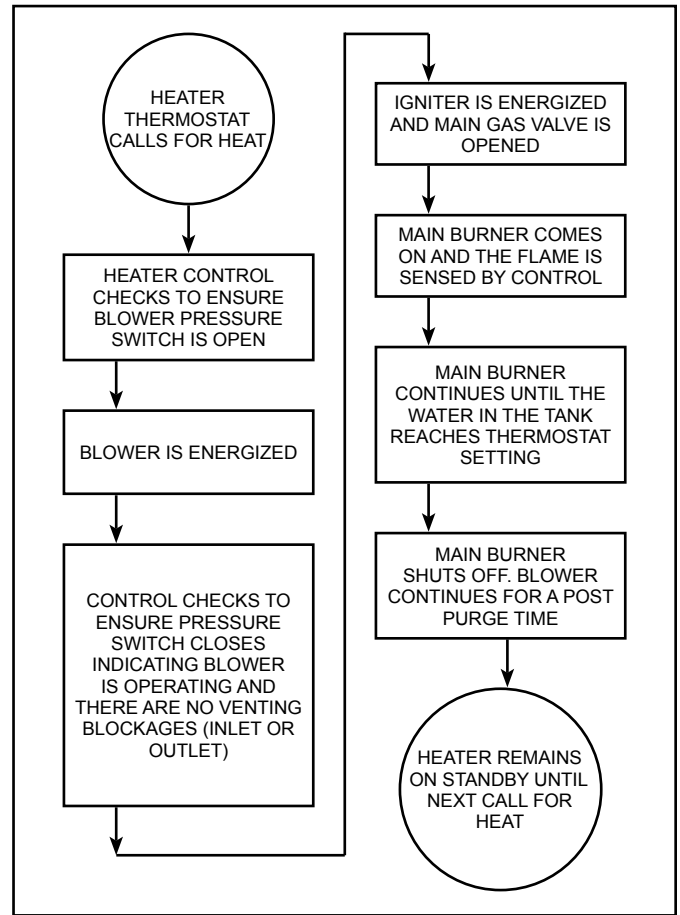 HEATER
THERMOSTAT
CALLS FOR HEAT
HEATER CONTROL
CHECKS TO ENSURE
BLOWER PRESSURE
SWITCH IS OPEN
BLOWER IS ENERGIZED
CONTROL CHECKS TO
ENSURE PRESSURE
SWITCH CLOSES
INDICATING BLOWER
IS OPERATING AND
THERE ARE NO VENTING
BLOCKAGES (INLET OR
OUTLET)
IGNITER IS ENERGIZED
AND MAIN GAS VALVE IS
OPENED
MAIN BURNER COMES
ON AND THE FLAME IS
SENSED BY CONTROL
MAIN BURNER
CONTINUES UNTIL THE
WATER IN THE TANK
REACHES THERMOSTAT
SETTING
MAIN BURNER
SHUTS OFF. BLOWER
CONTINUES FOR A POST
PURGE TIME
HEATER REMAINS
ON STANDBY UNTIL
NEXT CALL FOR
HEAT